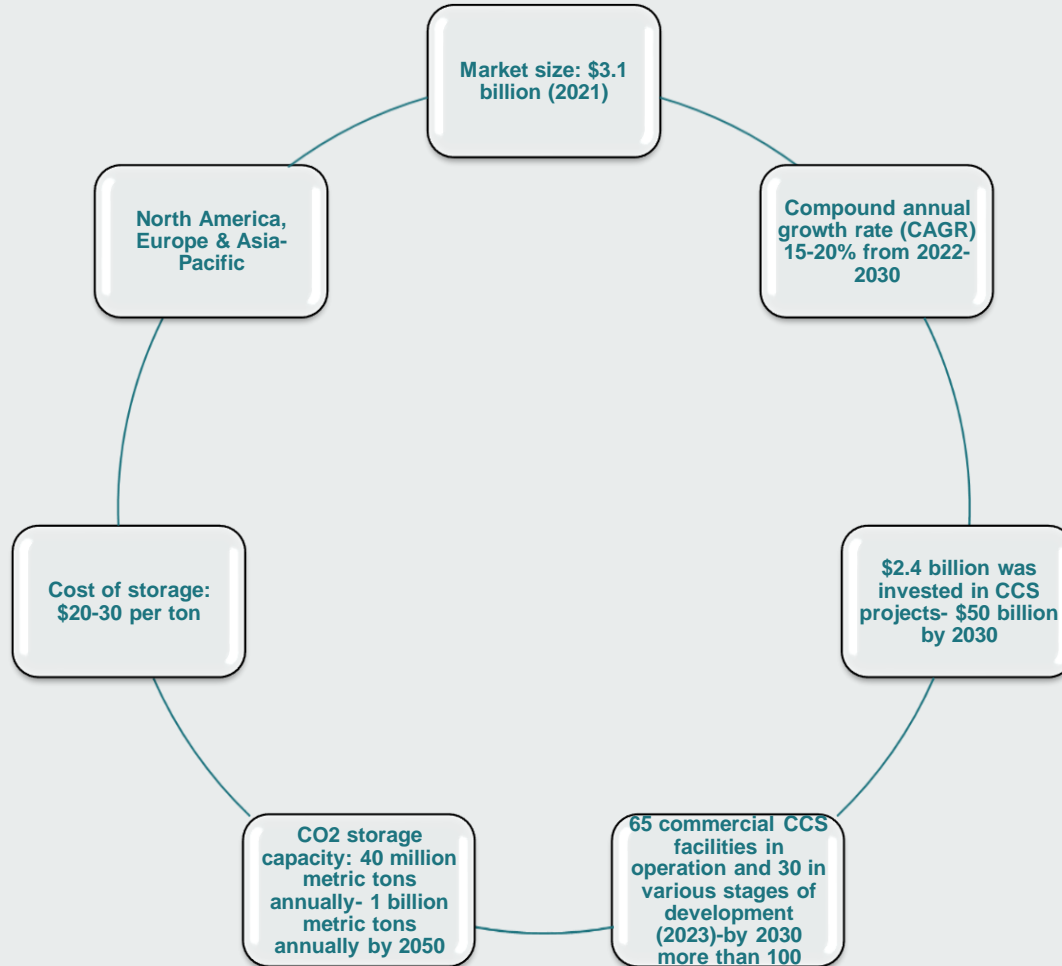 Market size: $3.1
billion (2021)
Compound annual
growth rate (CAGR)
15-20% from 2022-
2030
$2.4 billion was
invested in CCS
projects- $50 billion
by 2030
65 commercial CCS
facilities in
operation and 30 in
various stages of
development
(2023)-by 2030
more than 100
CO2 storage
capacity: 40 million
metric tons
annually- 1 billion
metric tons
annually by 2050
Cost of storage:
$20-30 per ton
North America,
Europe & Asia-
Pacific